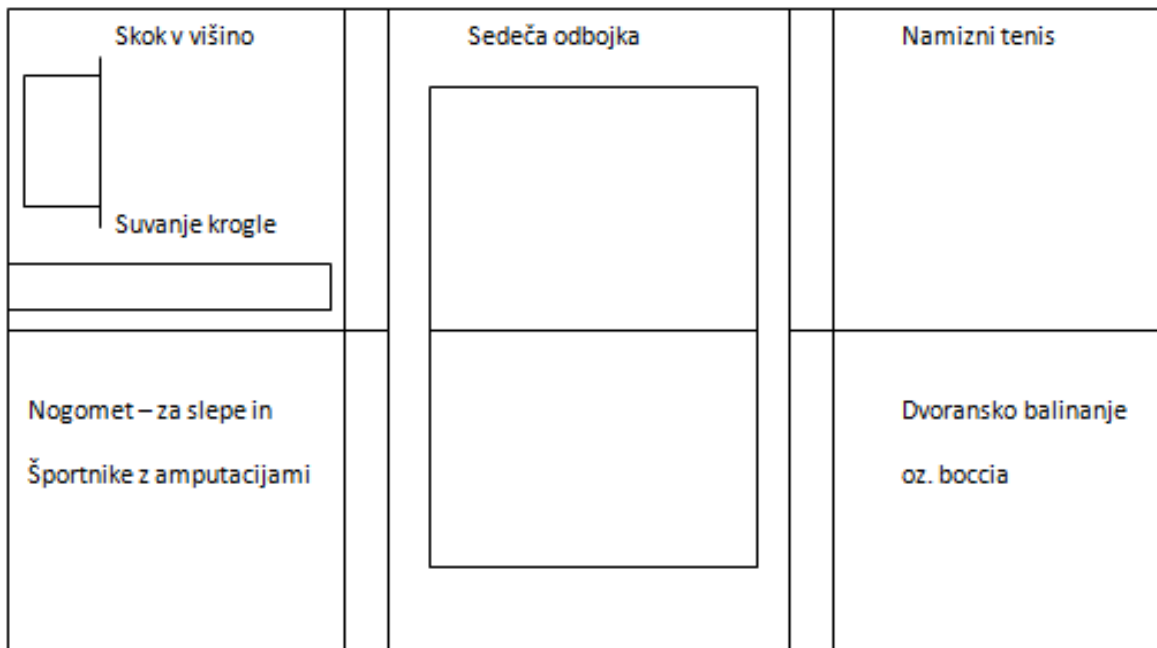 Skok v višino
Suvanje krogle
Sedeča odbojka
Namizni tenis
Nogomet – za slepe in
Športnike z amputacijami
Dvoransko balinanje
oz. boccia